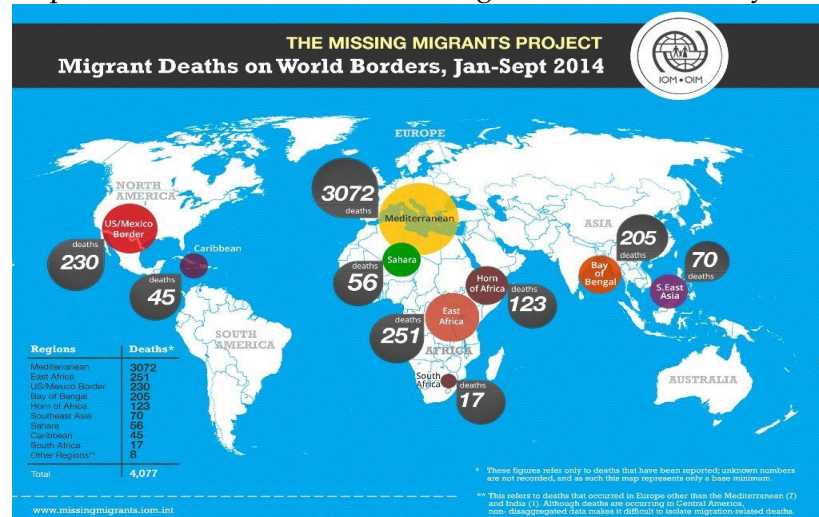 THE MISSING MIGRANTS PROJECT
Migrant Deaths on World Borders, Jan-Sept 2014
IOM • OIM
EUROPE
NORTH
AMERICA
3072
deaths
Mediterranean
US/Mexico
Border
deaths
230
Caribbean
deaths
45
Sahara
deaths
56
ASIA
205
deaths
Bay
of
Bengal
70
deaths
S.East
Asia
Horn
of Africa
deaths
123
East
Africa
deaths
251
AFRICA
SOUTH
AMERICA
South
Africa
deaths
17
AUSTRALIA
Regions Deaths*
Mediterranean 3072
East Africa 251
US/Mexico Border 230
Bay of Bengal 205
Horn of Africa 123
Southeast Asia 70
Sahara 56
Caribbean 45
South Africa 17
Other Regions** 8
Total 4,077
* These figures refer only to deaths that have been reported; unknown numbers
are not recorded, and as such this map represents only a base minimum.
** This refers to deaths that occurred in Europe other than the Mediterranean (7)
and India (1). Although deaths are occurring in Central America,
non- disaggregated data makes it difficult to isolate migration-related deaths.
www.missingmigrants.iom.int